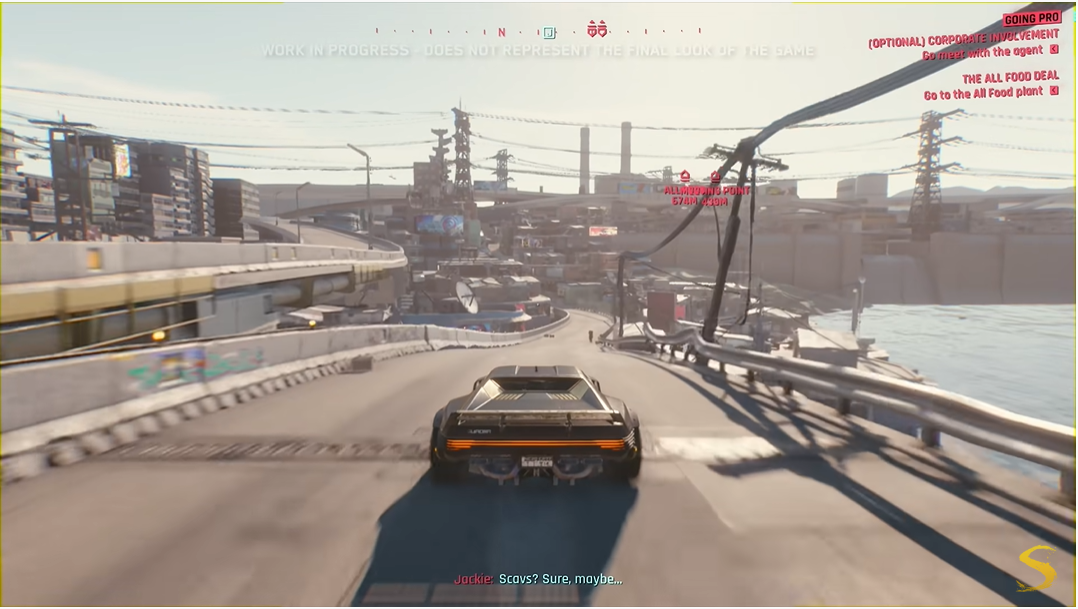 N
WORK IN PROGRESS - DOES NOT REPRESENT THE FINAL LOOK OF THE GAME
GOING PRO
(OPTIONAL) CORPORATE INVOLVEMENT
Go meet with the agent
THE ALL FOOD DEAL
Go to the All Food plant
Jackie: Scavs? Sure, maybe...
S